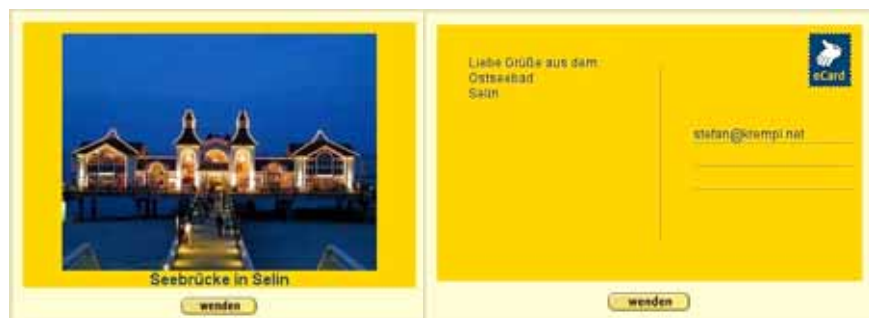 Seebrücke in Selin
wenden
Liebe Grüße aus dem
Ostseebad
Selin
eCard
stefan@krempl.net
wenden